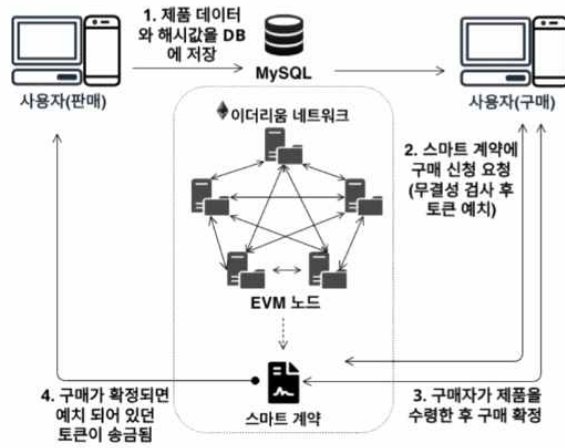 1. 제품 데이터
와 해시값을 DB
에 저장
MySQL
사용자(판매)
사용자(구매)
이더리움 네트워크
2. 스마트 계약에
구매 신청 요청
(무결성 검사 후
토큰 예치)
EVM 노드
4. 구매가 확정되면
예치 되어 있던
토큰이 송금됨
스마트 계약
3. 구매자가 제품을
수령한 후 구매 확정